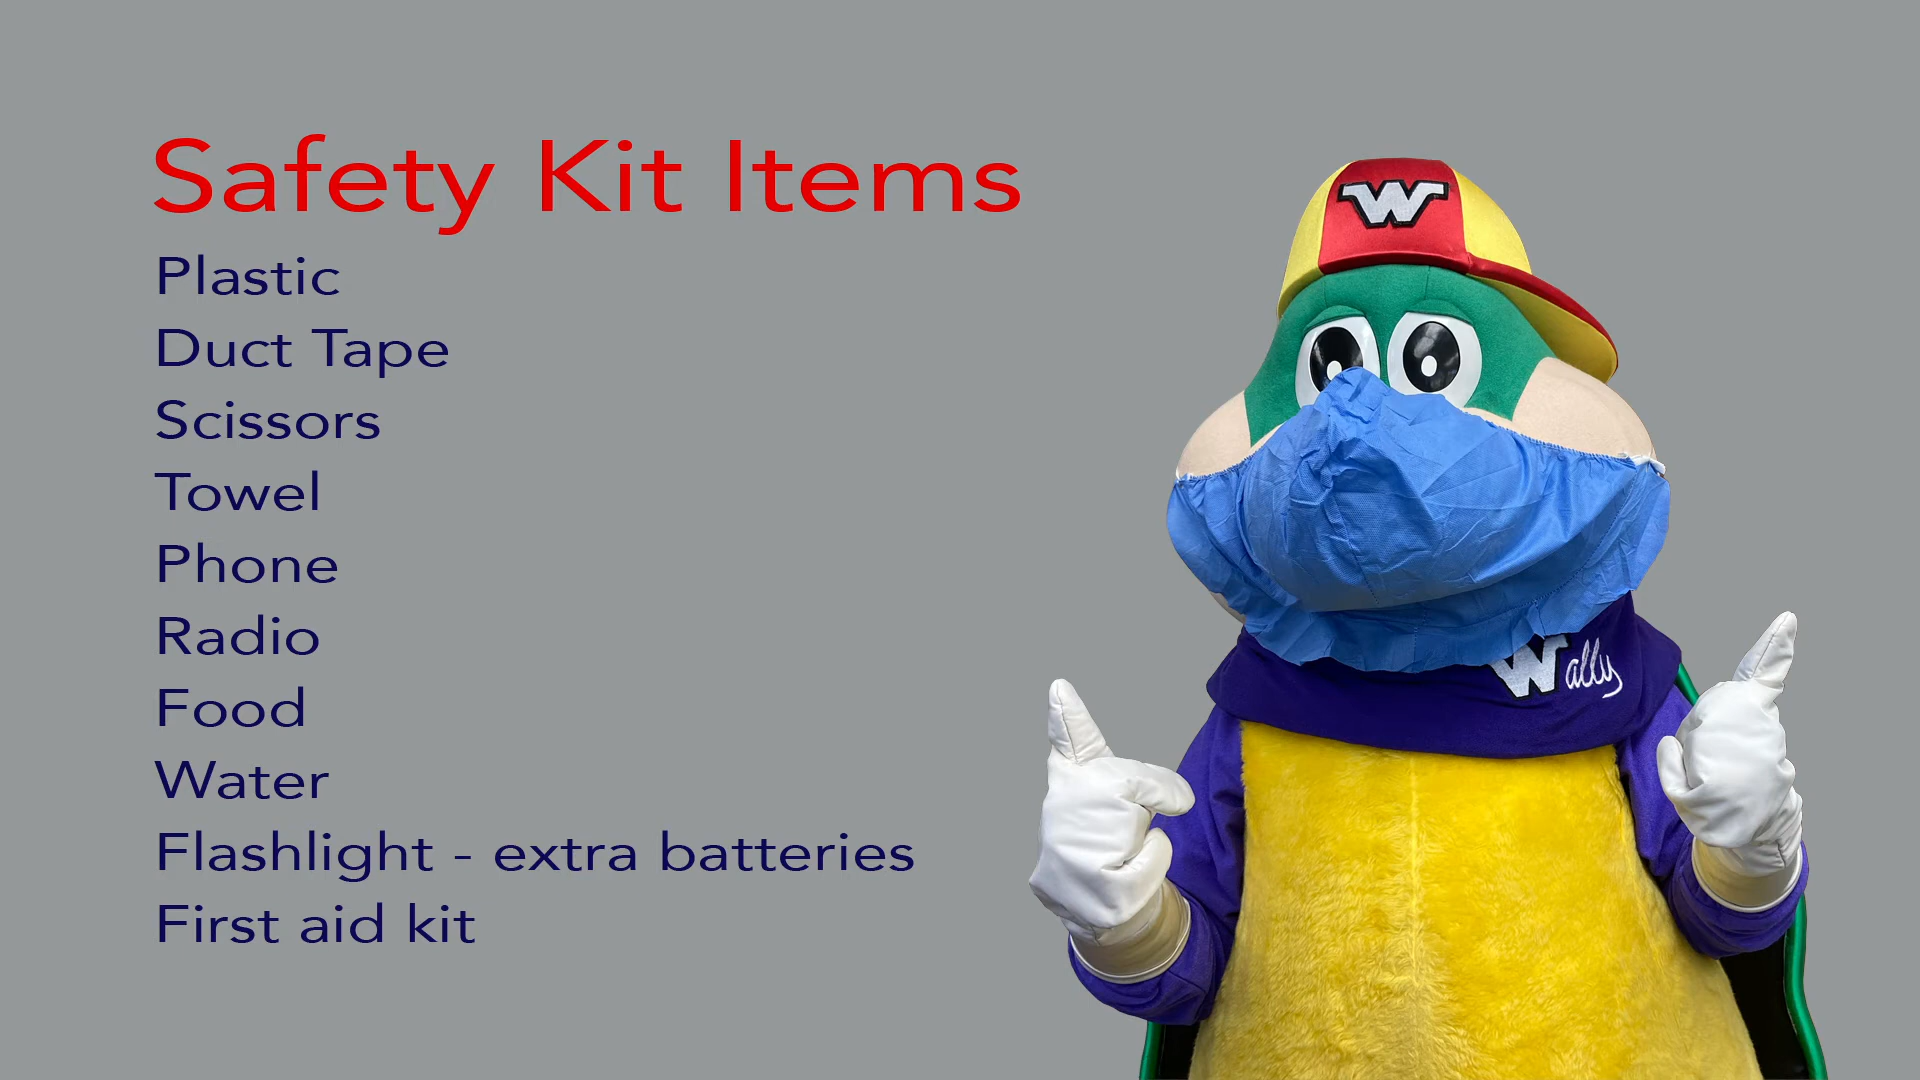 Safety Kit Items
Plastic
Duct Tape
Scissors
Towel
Phone
Radio
Food
Water
Flashlight - extra batteries
First aid kit
W
Wally